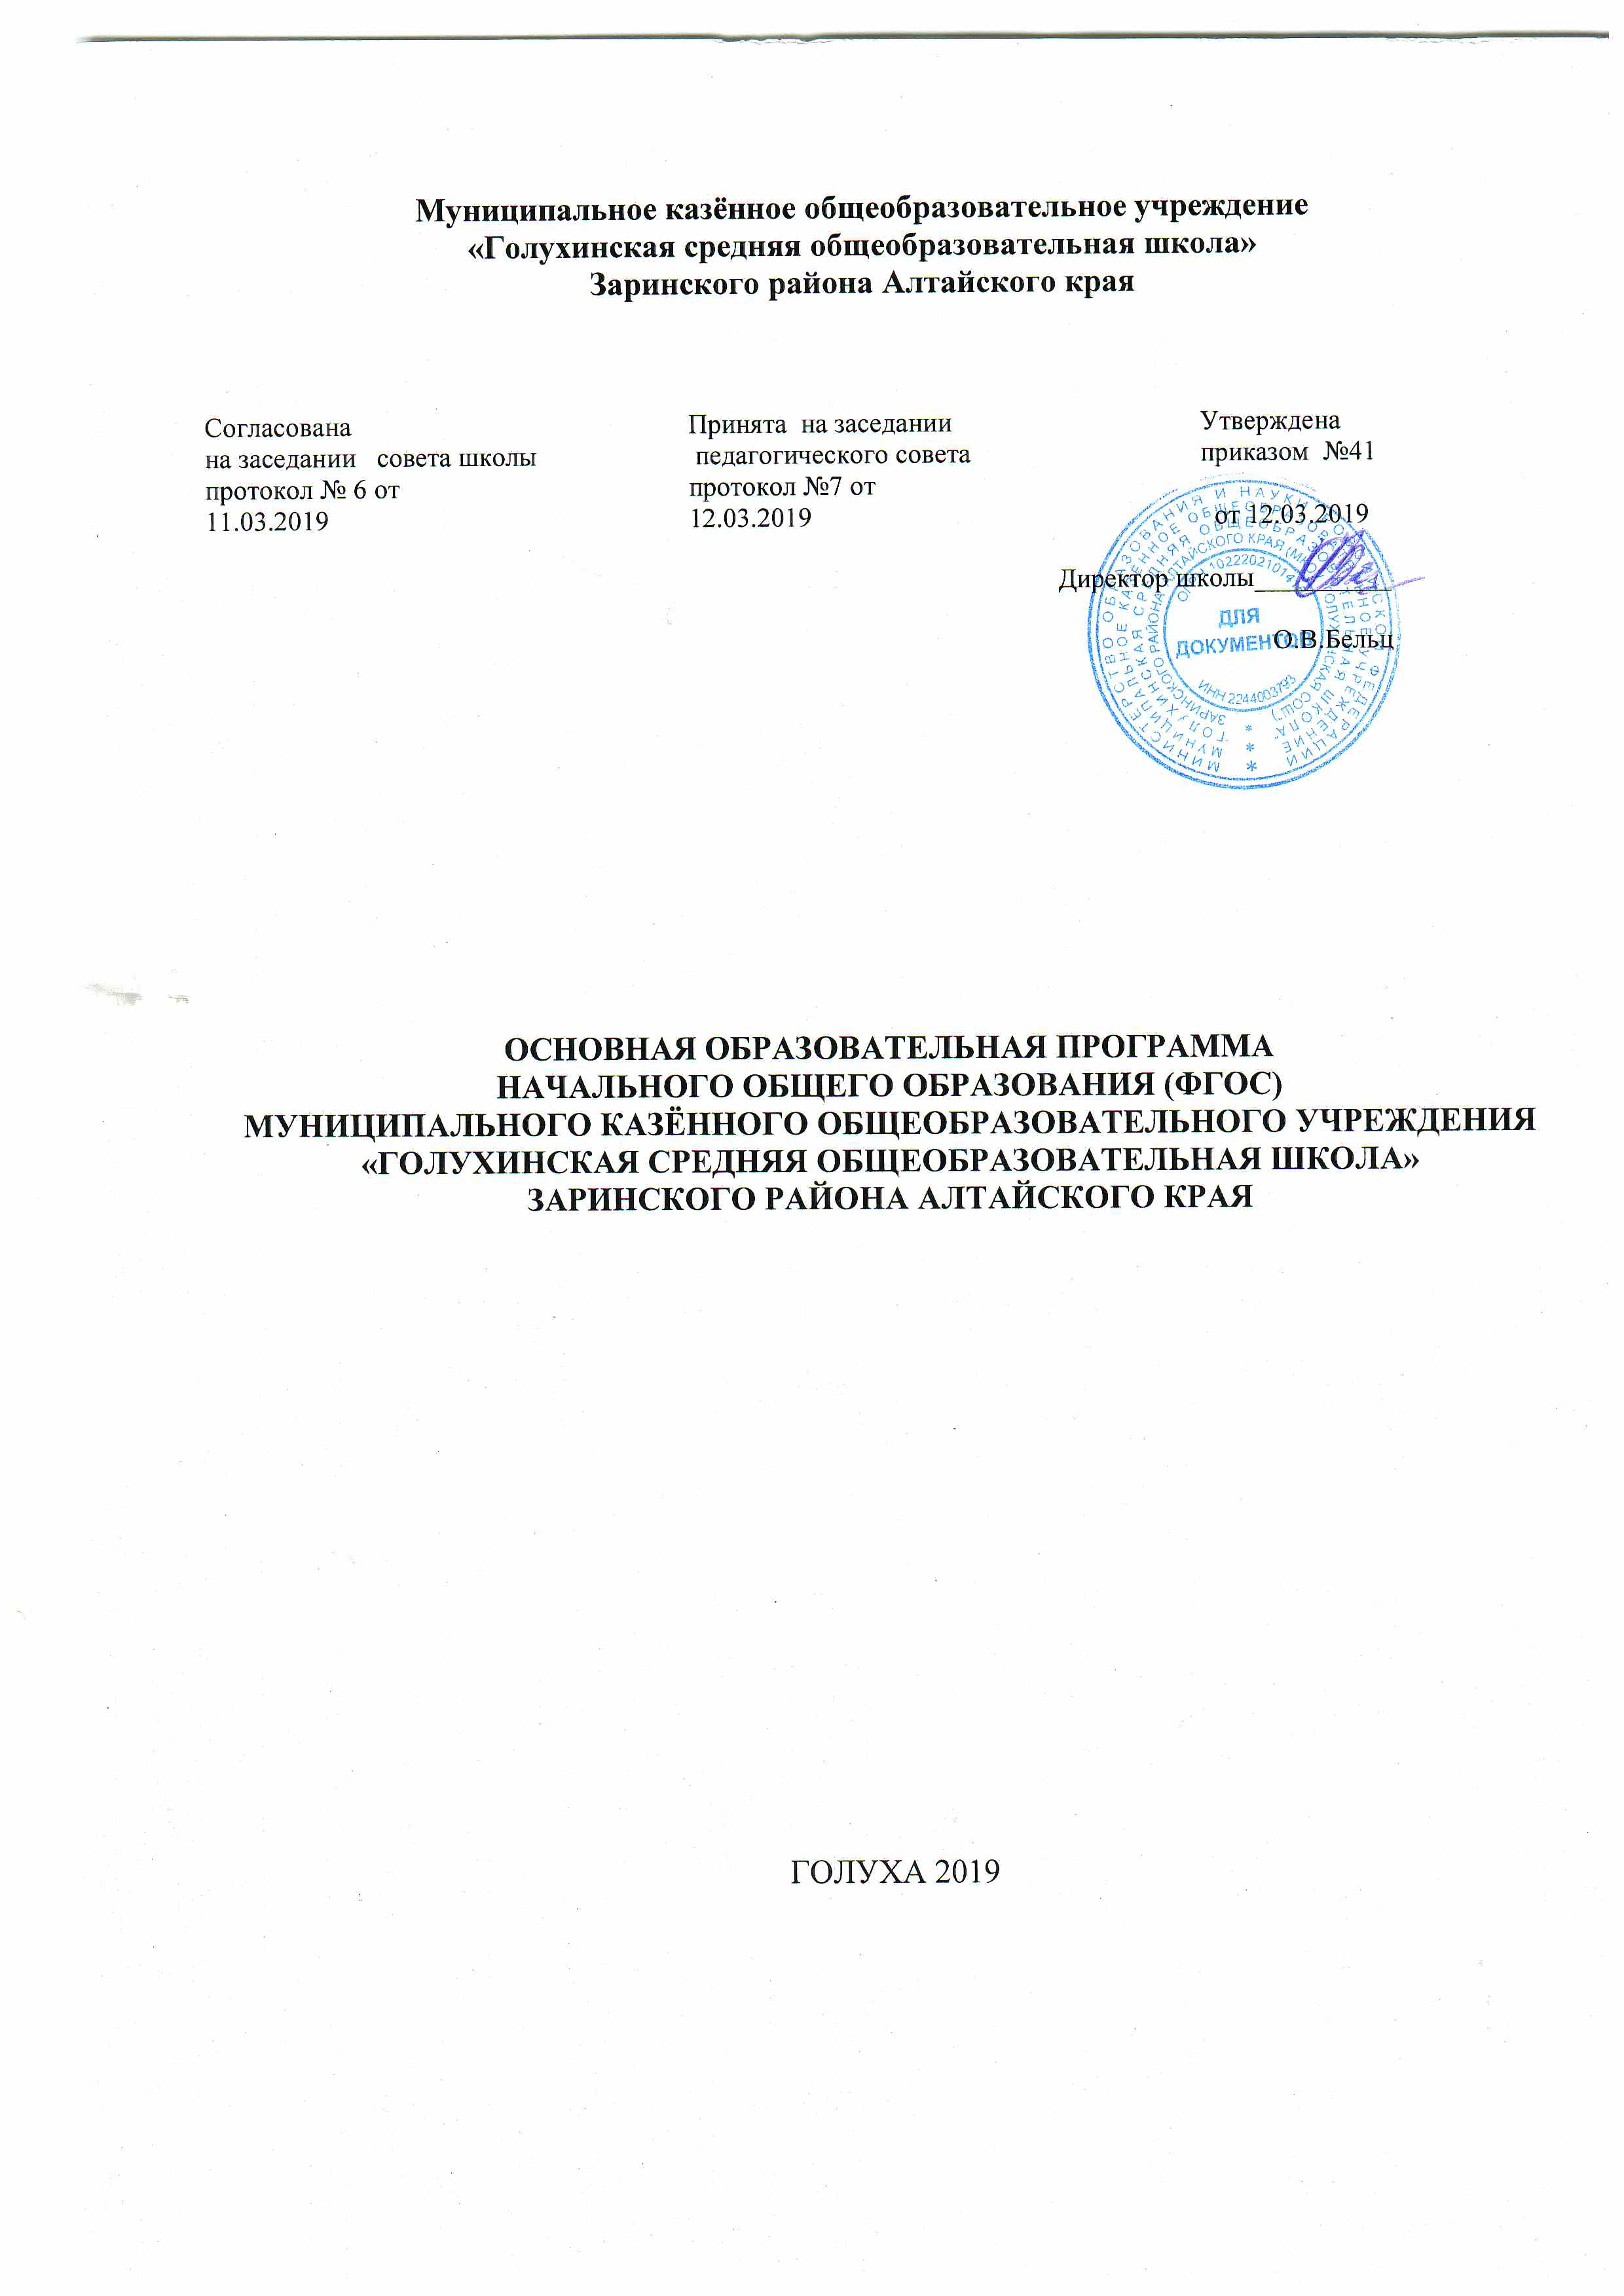 Муниципальное казённое общеобразовательное учреждение
«Голухинская средняя общеобразовательная школа»
Заринского района Алтайского края
Согласована
на заседании совета школы
протокол № 6 от
11.03.2019
Принята на заседании
педагогического совета
протокол №7 от
12.03.2019
Утверждена
приказом №41
от 12.03.2019
Директор школы__________
О.В.Бельц
ДЛЯ
ДОКУМЕНТОВ
ИНН 2244003793
ОСНОВНАЯ ОБРАЗОВАТЕЛЬНАЯ ПРОГРАММА
НАЧАЛЬНОГО ОБЩЕГО ОБРАЗОВАНИЯ (ФГОС)
МУНИЦИПАЛЬНОГО КАЗЁННОГО ОБЩЕОБРАЗОВАТЕЛЬНОГО УЧРЕЖДЕНИЯ
«ГОЛУХИНСКАЯ СРЕДНЯЯ ОБЩЕОБРАЗОВАТЕЛЬНАЯ ШКОЛА»
ЗАРИНСКОГО РАЙОНА АЛТАЙСКОГО КРАЯ
ГОЛУХА 2019